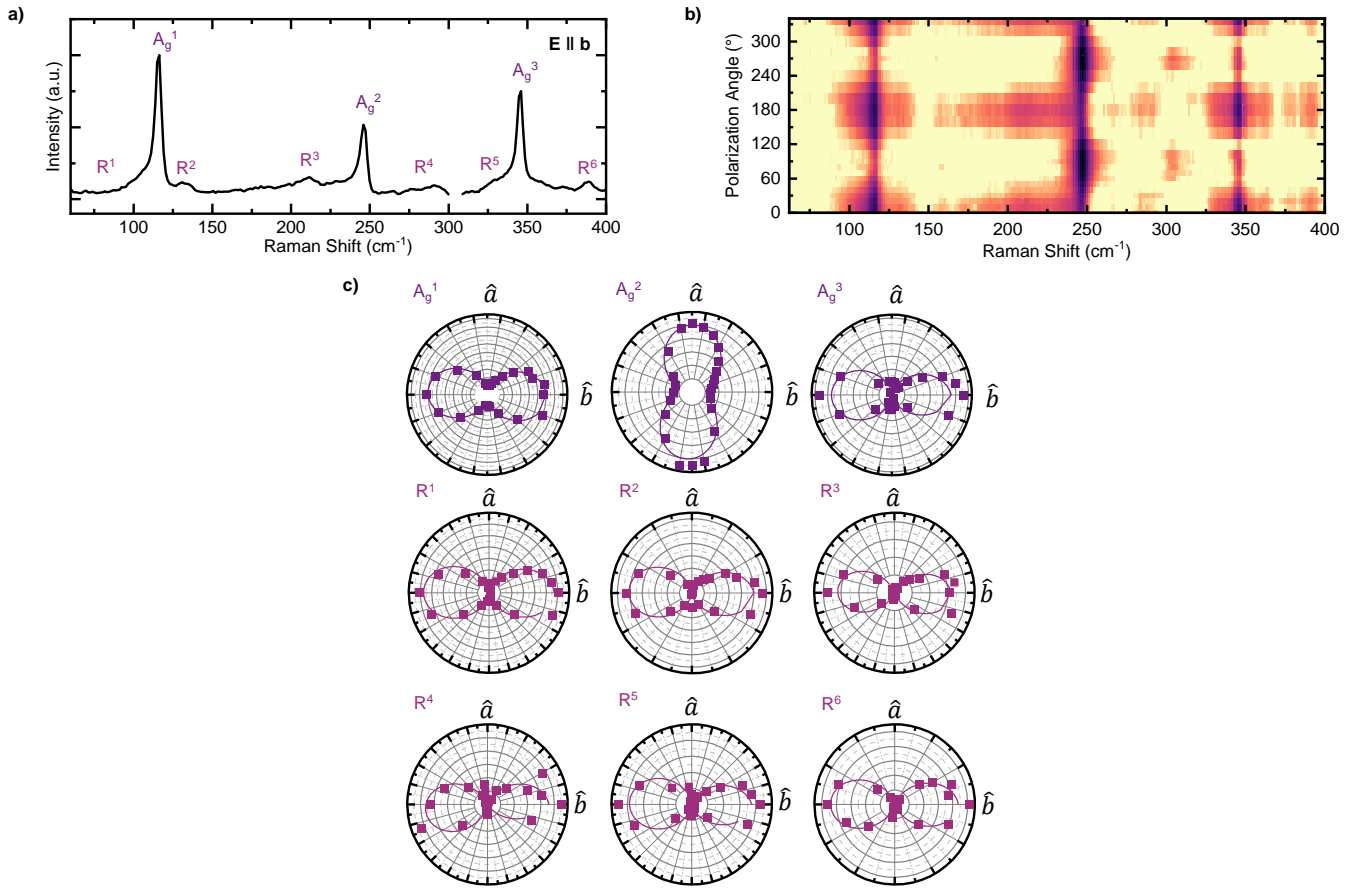 a)
Intensity (a.u.)
E || b
A_g^1
A_g^2
A_g^3
R^1
R^2
R^3
R^4
R^5
R^6
100 150 200 250 300 350 400
Raman Shift (cm^-1)
b)
Polarization Angle (°)
300
240
180
120
60
0
100 150 200 250 300 350 400
Raman Shift (cm^-1)
c)
A_g^1 â b̂
A_g^2 â b̂
A_g^3 â b̂
R^1 â b̂
R^2 â b̂
R^3 â b̂
R^4 â b̂
R^5 â b̂
R^6 â b̂